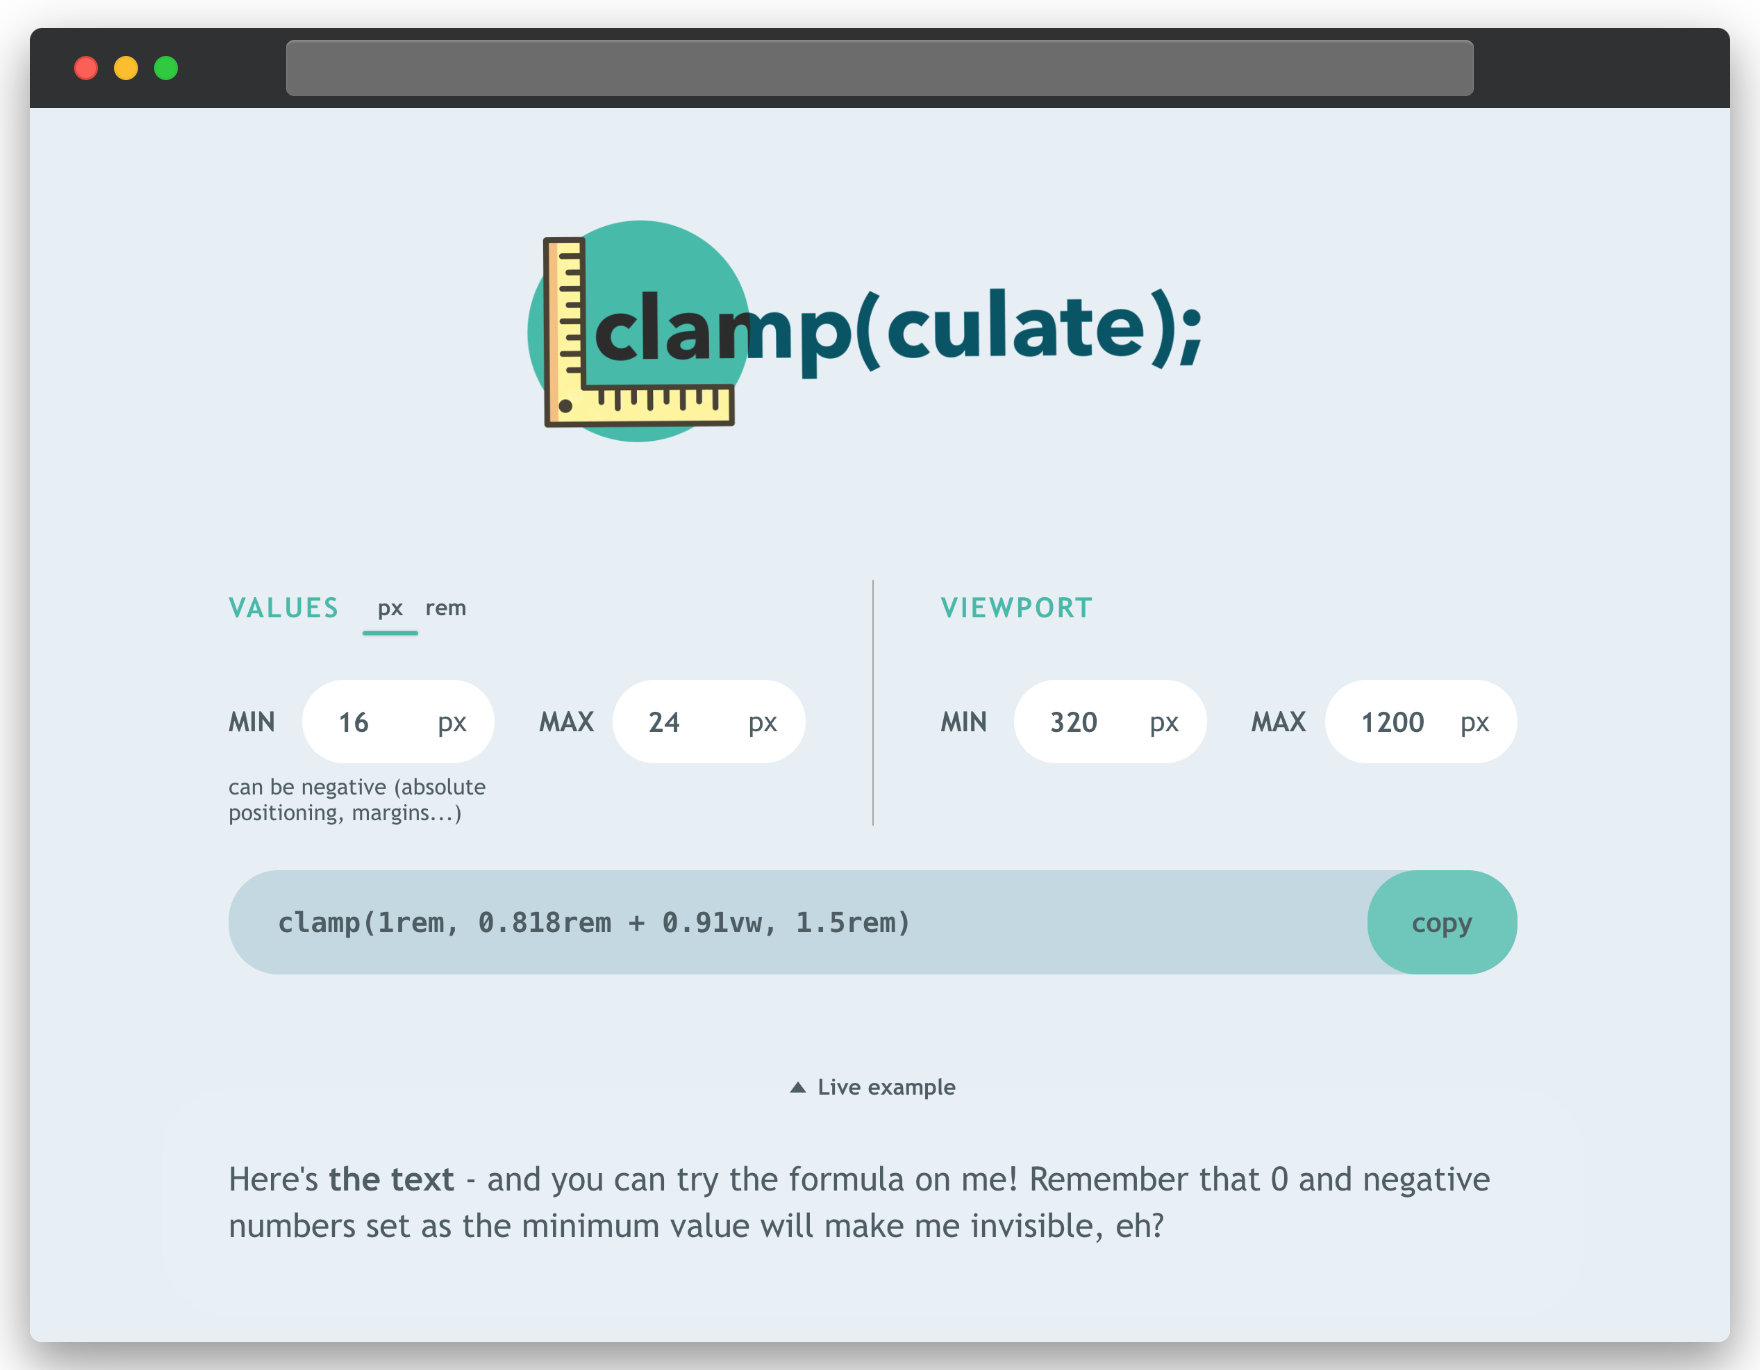 clamp(culate);
VALUES px rem
VIEWPORT
MIN 16 px MAX 24 px
MIN 320 px MAX 1200 px
can be negative (absolute
positioning, margins...)
clamp(1rem, 0.818rem + 0.91vw, 1.5rem)
copy
Live example
Here's the text - and you can try the formula on me! Remember that 0 and negative
numbers set as the minimum value will make me invisible, eh?